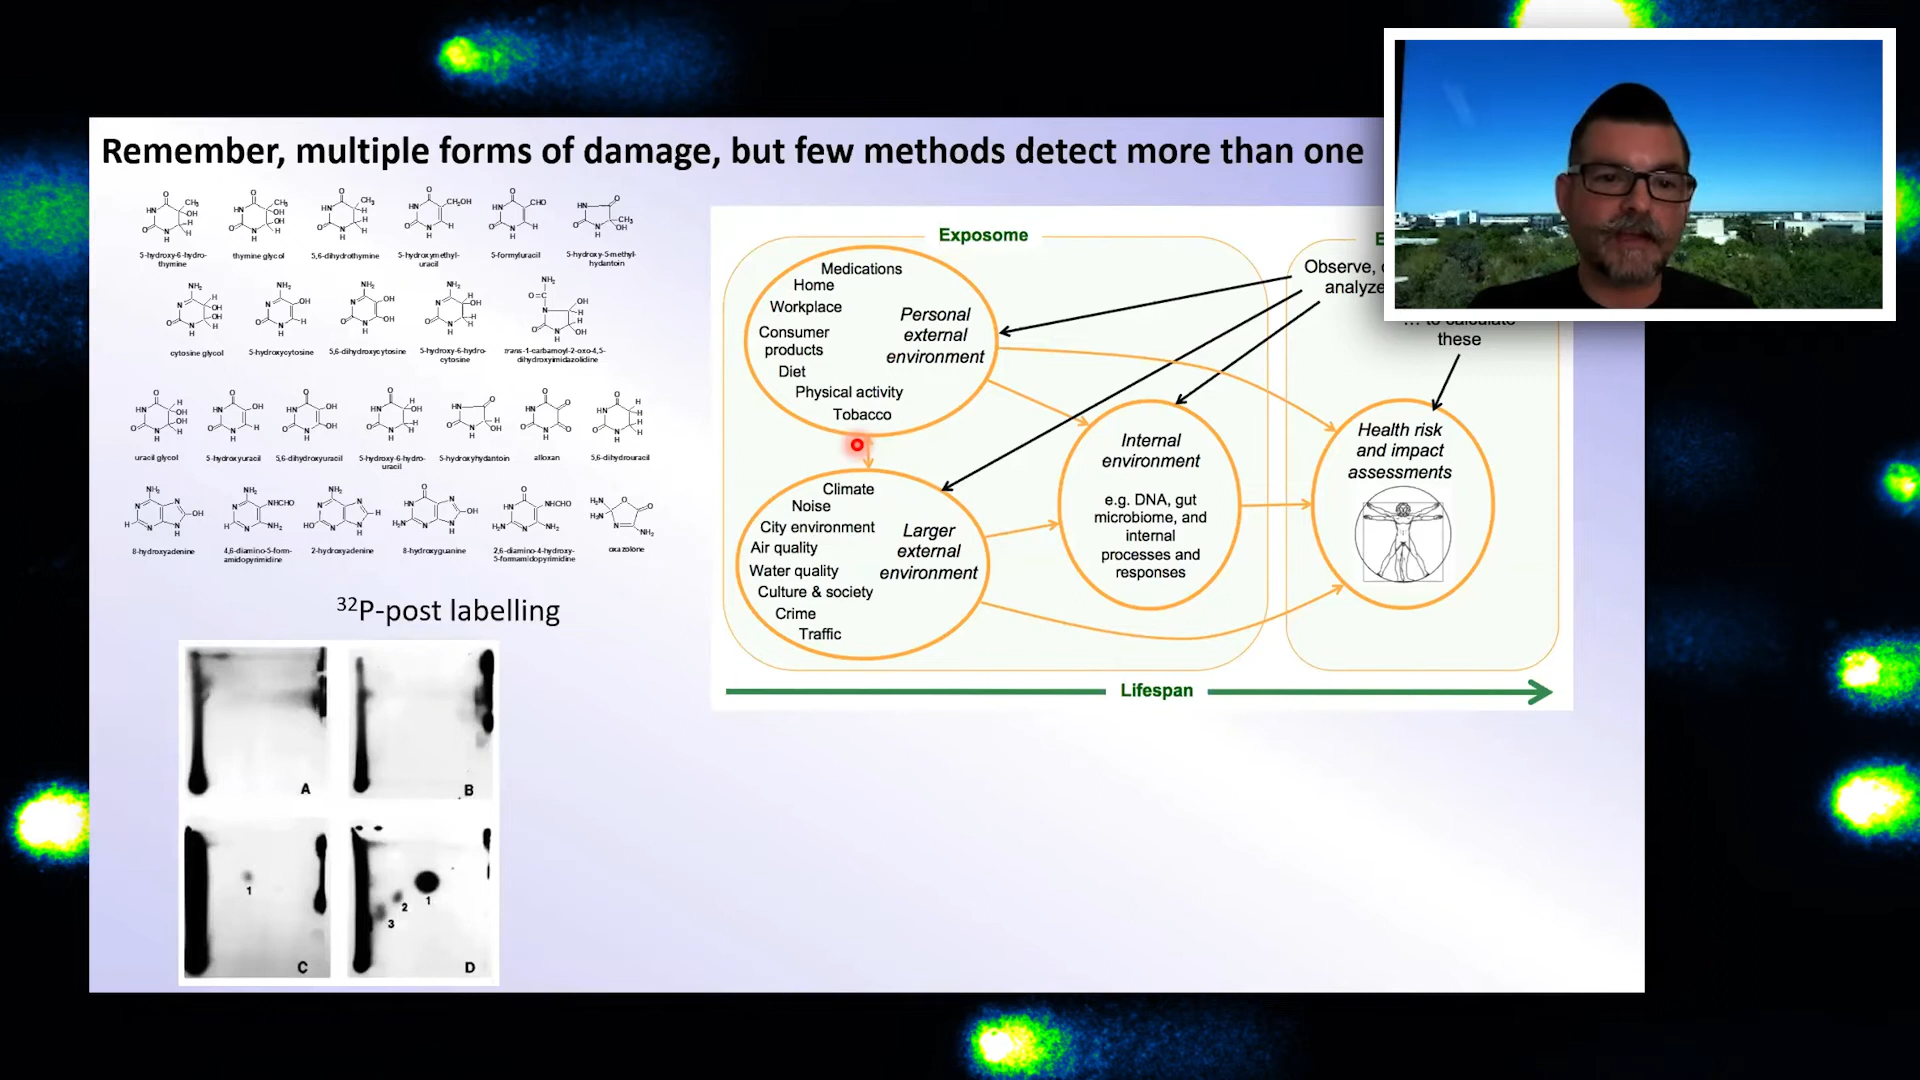 Remember, multiple forms of damage, but few methods detect more than one
5-hydroxy-6-hydro-
thymine
thymine glycol
5,6-dihydrothymine
5-hydroxymethyl-
uracil
5-formyluracil
5-hydroxy-5-methyl-
hydantoin
cytosine glycol
5-hydroxycytosine
5,6-dihydroxycytosine
5-hydroxy-6-hydro-
cytosine
trans-1-carbamoyl-2-oxo-4,5-
dihydroxyimidazolidine
uracil glycol
5-hydroxyuracil
5,6-dihydroxyuracil
5-hydroxy-6-hydro-
uracil
5-hydroxyhydantoin
alloxan
5,6-dihydrouracil
8-hydroxyadenine
4,6-diamino-5-form-
amidopyrimidine
2-hydroxyadenine
8-hydroxyguanine
2,6-diamino-4-hydroxy-
5-formamidopyrimidine
oxazolone
32P-post labelling
A
B
1
C
1
2
3
D
Exposome
Medications
Home
Workplace
Consumer
products
Diet
Physical activity
Tobacco
Personal
external
environment
Climate
Noise
City environment
Air quality
Water quality
Culture & society
Crime
Traffic
Larger
external
environment
Internal
environment
e.g. DNA, gut
microbiome, and
internal
processes and
responses
Observe,
analyze
... to calculate
these
Health risk
and impact
assessments
Lifespan